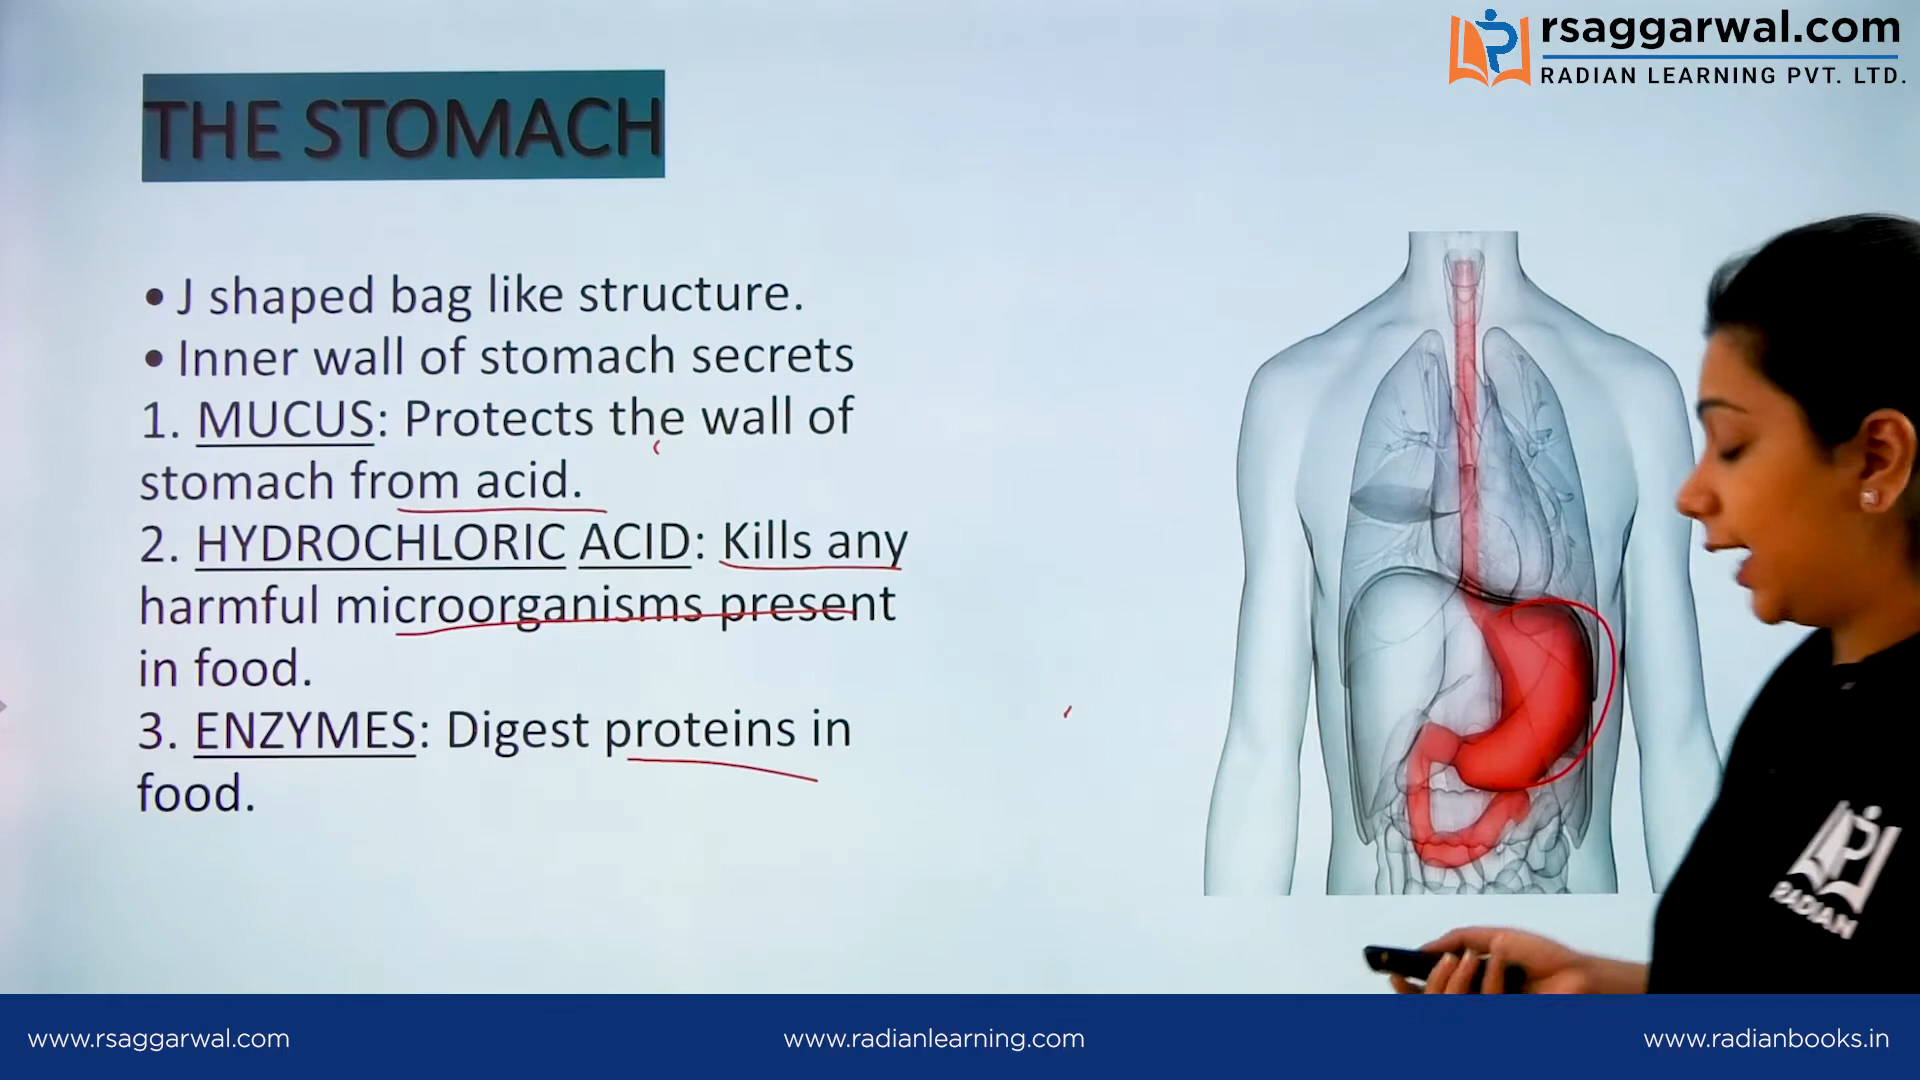 rsaggarwal.com
RADIAN LEARNING PVT. LTD.
THE STOMACH
• J shaped bag like structure.
• Inner wall of stomach secrets
1. MUCUS: Protects the wall of
stomach from acid.
2. HYDROCHLORIC ACID: Kills any
harmful microorganisms present
in food.
3. ENZYMES: Digest proteins in
food.
RADIAN
www.rsaggarwal.com
www.radianlearning.com
www.radianbooks.in